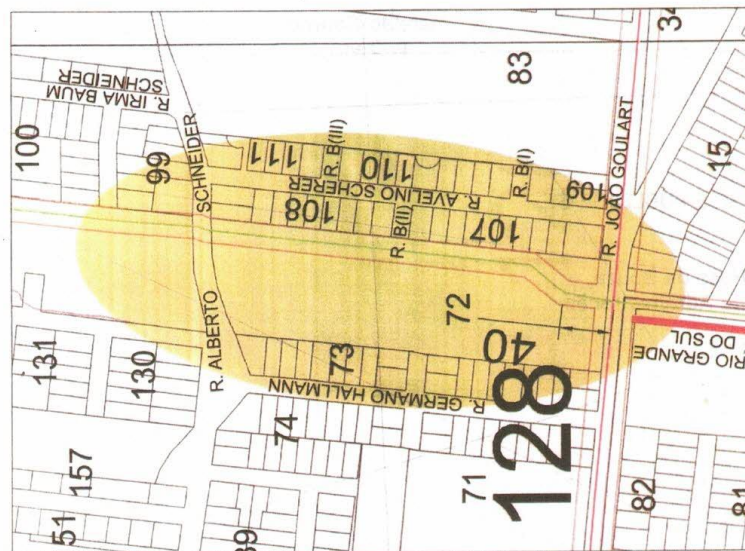 34
83
15
R. IRMA BAUM
SCHNEIDER
100
99
SCHNEIDER
111
R. B(III)
110
R. AVELINO SCHERER
R. B(I)
109
R. JOÃO GOULART
108
R. B(II)
107
72
40
RIO GRANDE
DO SUL
131
130
R. ALBERTO
73
R. GERMANO HALLMANN
128
74
71
157
51
82
81